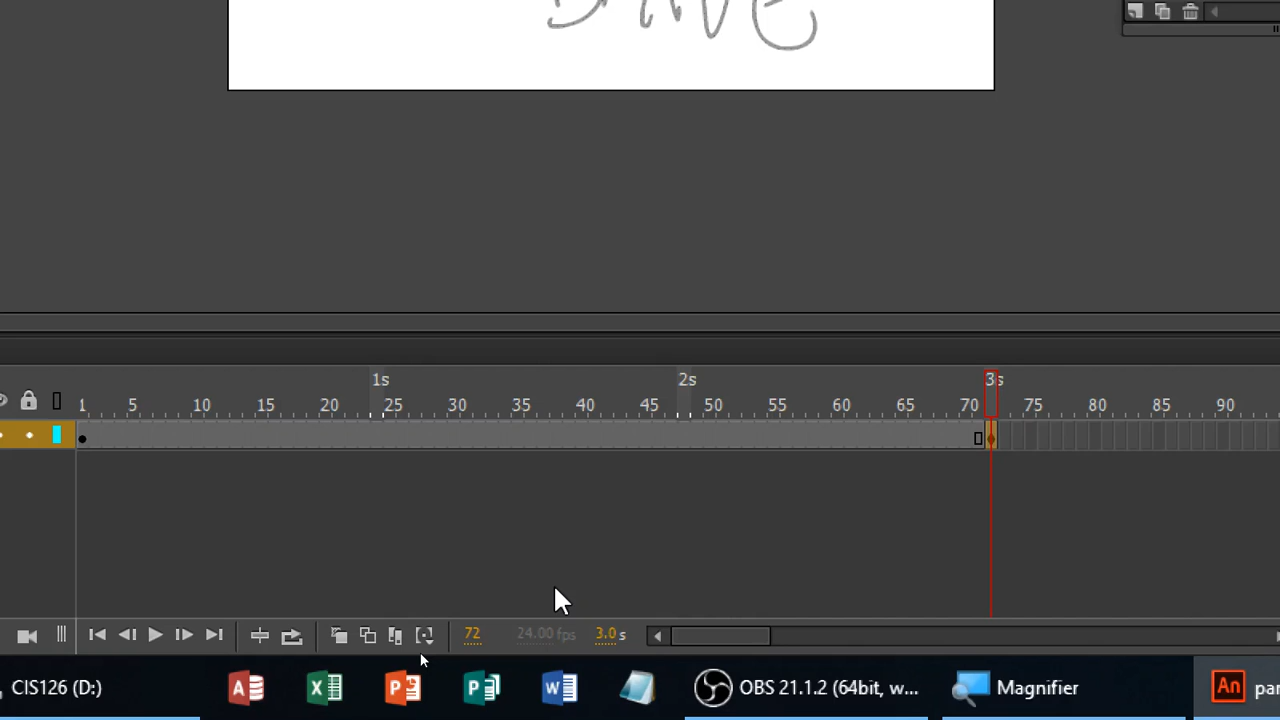 1s 2s 3s
1 5 10 15 20 25 30 35 40 45 50 55 60 65 70 75 80 85 90
72 24.00 fps 3.0 s
CIS126 (D:) A X P P W OBS 21.1.2 (64bit, w... Magnifier An